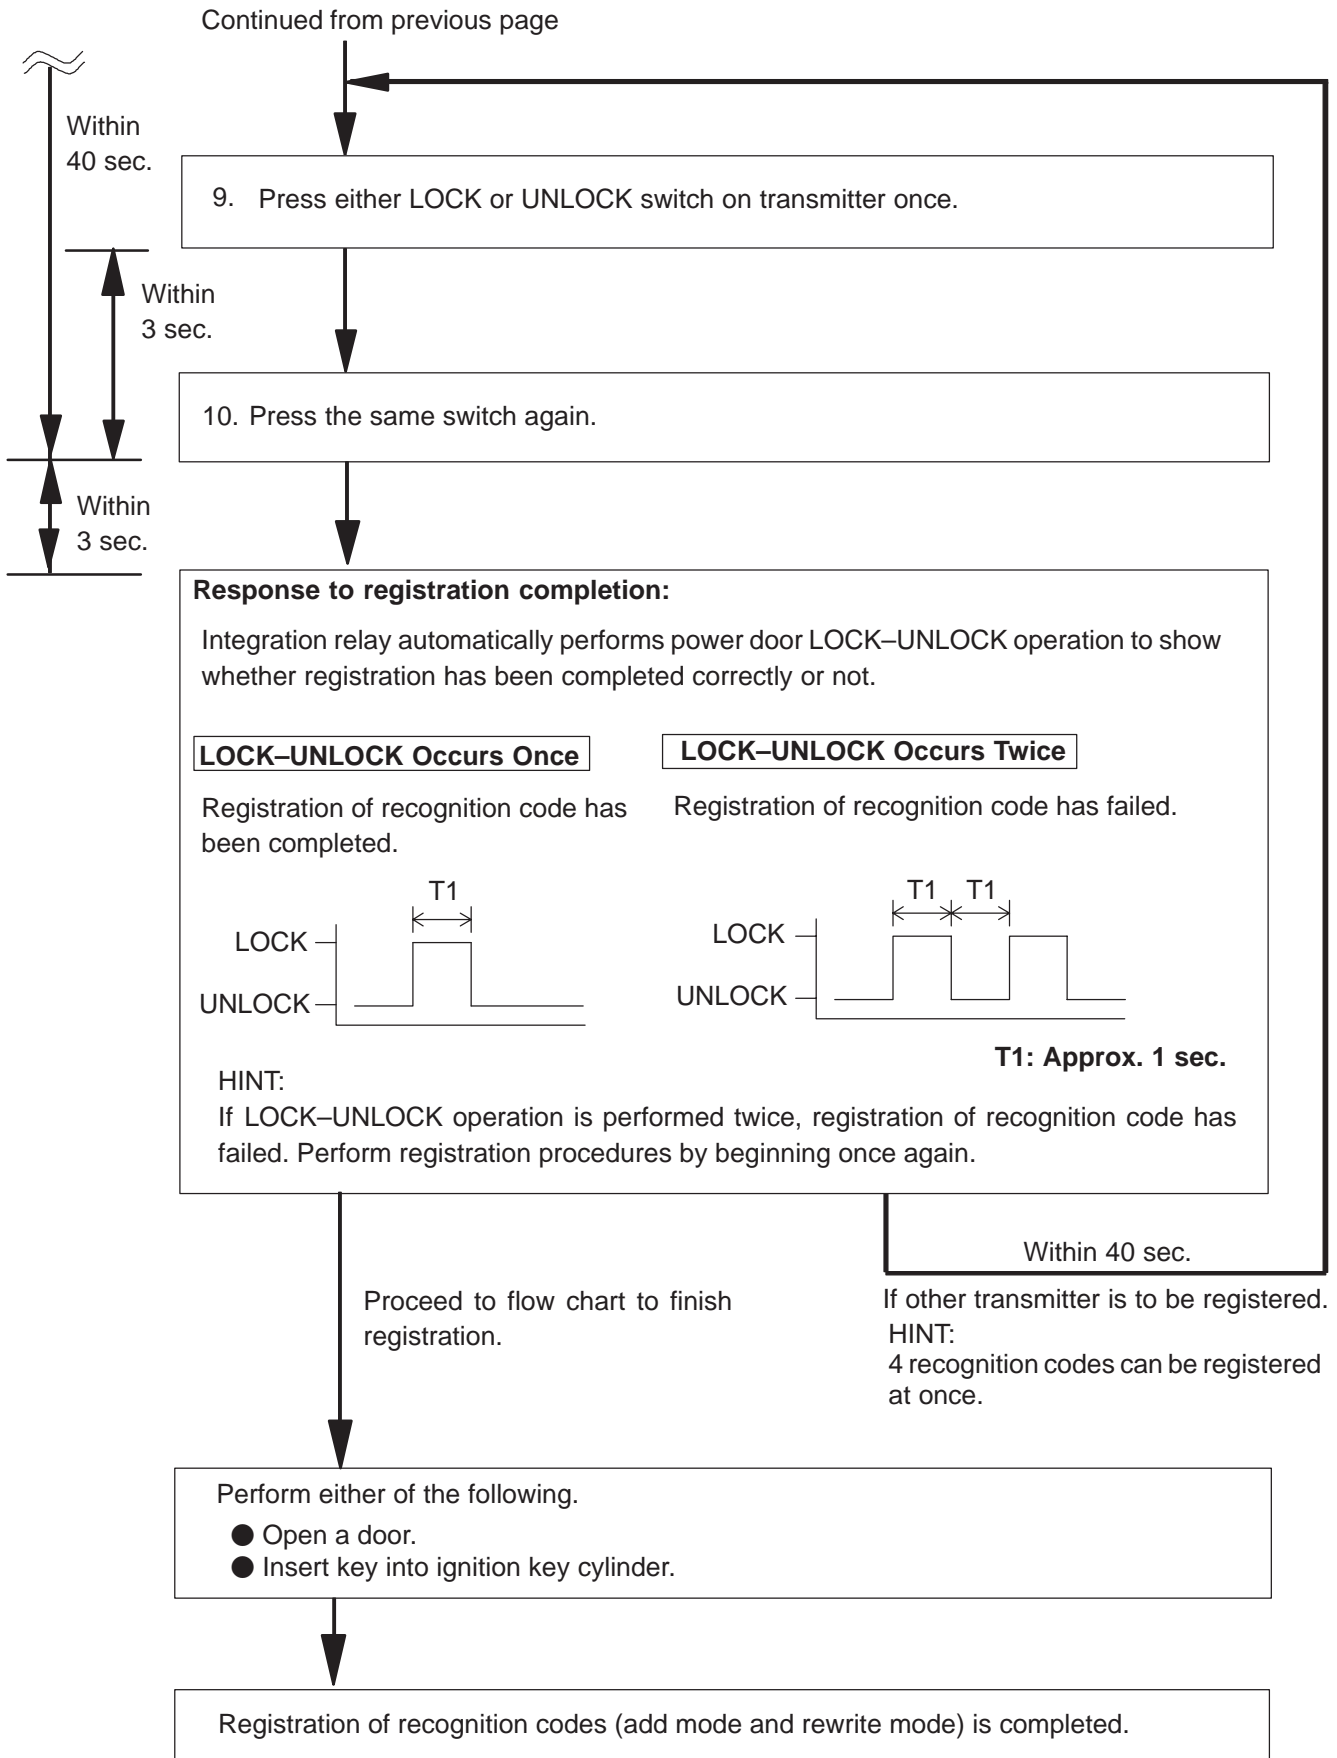 Continued from previous page
Within
40 sec.
9. Press either LOCK or UNLOCK switch on transmitter once.
Within
3 sec.
10. Press the same switch again.
Within
3 sec.
Response to registration completion:
Integration relay automatically performs power door LOCK–UNLOCK operation to show
whether registration has been completed correctly or not.
LOCK–UNLOCK Occurs Once
Registration of recognition code has
been completed.
T1
LOCK
UNLOCK
LOCK–UNLOCK Occurs Twice
Registration of recognition code has failed.
T1 T1
LOCK
UNLOCK
T1: Approx. 1 sec.
HINT:
If LOCK–UNLOCK operation is performed twice, registration of recognition code has
failed. Perform registration procedures by beginning once again.
Within 40 sec.
Proceed to flow chart to finish
registration.
If other transmitter is to be registered.
HINT:
4 recognition codes can be registered
at once.
Perform either of the following.
● Open a door.
● Insert key into ignition key cylinder.
Registration of recognition codes (add mode and rewrite mode) is completed.